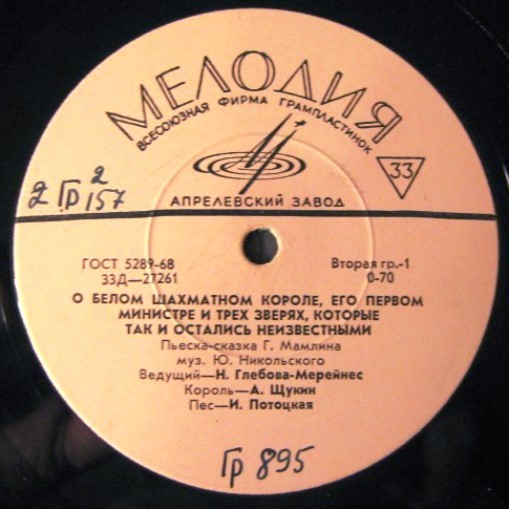 МЕЛОДИЯ
ВСЕСОЮЗНАЯ ФИРМА ГРАМПЛАСТИНОК
33
АПРЕЛЕВСКИЙ ЗАВОД
2 Гр 2
157
ГОСТ 5289-68
Вторая гр.-1
33Д—27261
0-70
О БЕЛОМ ШАХМАТНОМ КОРОЛЕ, ЕГО ПЕРВОМ
МИНИСТРЕ И ТРЕХ ЗВЕРЯХ, КОТОРЫЕ
ТАК И ОСТАЛИСЬ НЕИЗВЕСТНЫМИ
Пьеска-сказка Г. Мамлина
муз. Ю. Никольского
Ведущий—Н. Глебова-Мерейнес
Король—А. Щукин
Пес—И. Потоцкая
Гр 895